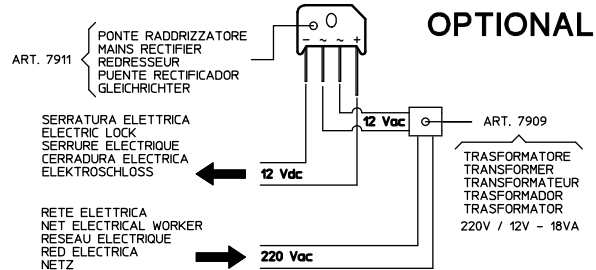 OPTIONAL
ART. 7911
PONTE RADDRIZZATORE
MAINS RECTIFIER
REDRESSEUR
PUENTE RECTIFICADOR
GLEICHRICHTER
- ~ ~ +
SERRATURA ELETTRICA
ELECTRIC LOCK
SERRURE ELECTRIQUE
CERRADURA ELECTRICA
ELEKTROSCHLOSS
12 Vac
12 Vdc
ART. 7909
TRASFORMATORE
TRANSFORMER
TRANSFORMATEUR
TRASFORMADOR
TRASFORMATOR
220V / 12V - 18VA
RETE ELETTRICA
NET ELECTRICAL WORKER
RESEAU ELECTRIQUE
RED ELECTRICA
NETZ
220 Vac